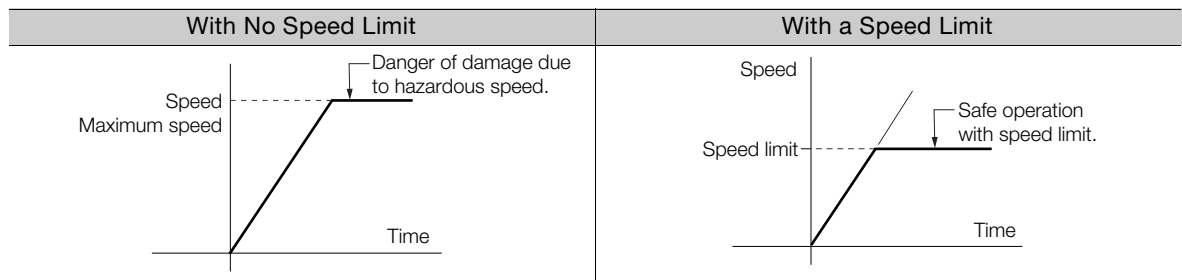 With No Speed Limit
With a Speed Limit
Danger of damage due
to hazardous speed.
Speed
Maximum speed
Time
Speed
Safe operation
with speed limit.
Speed limit
Time